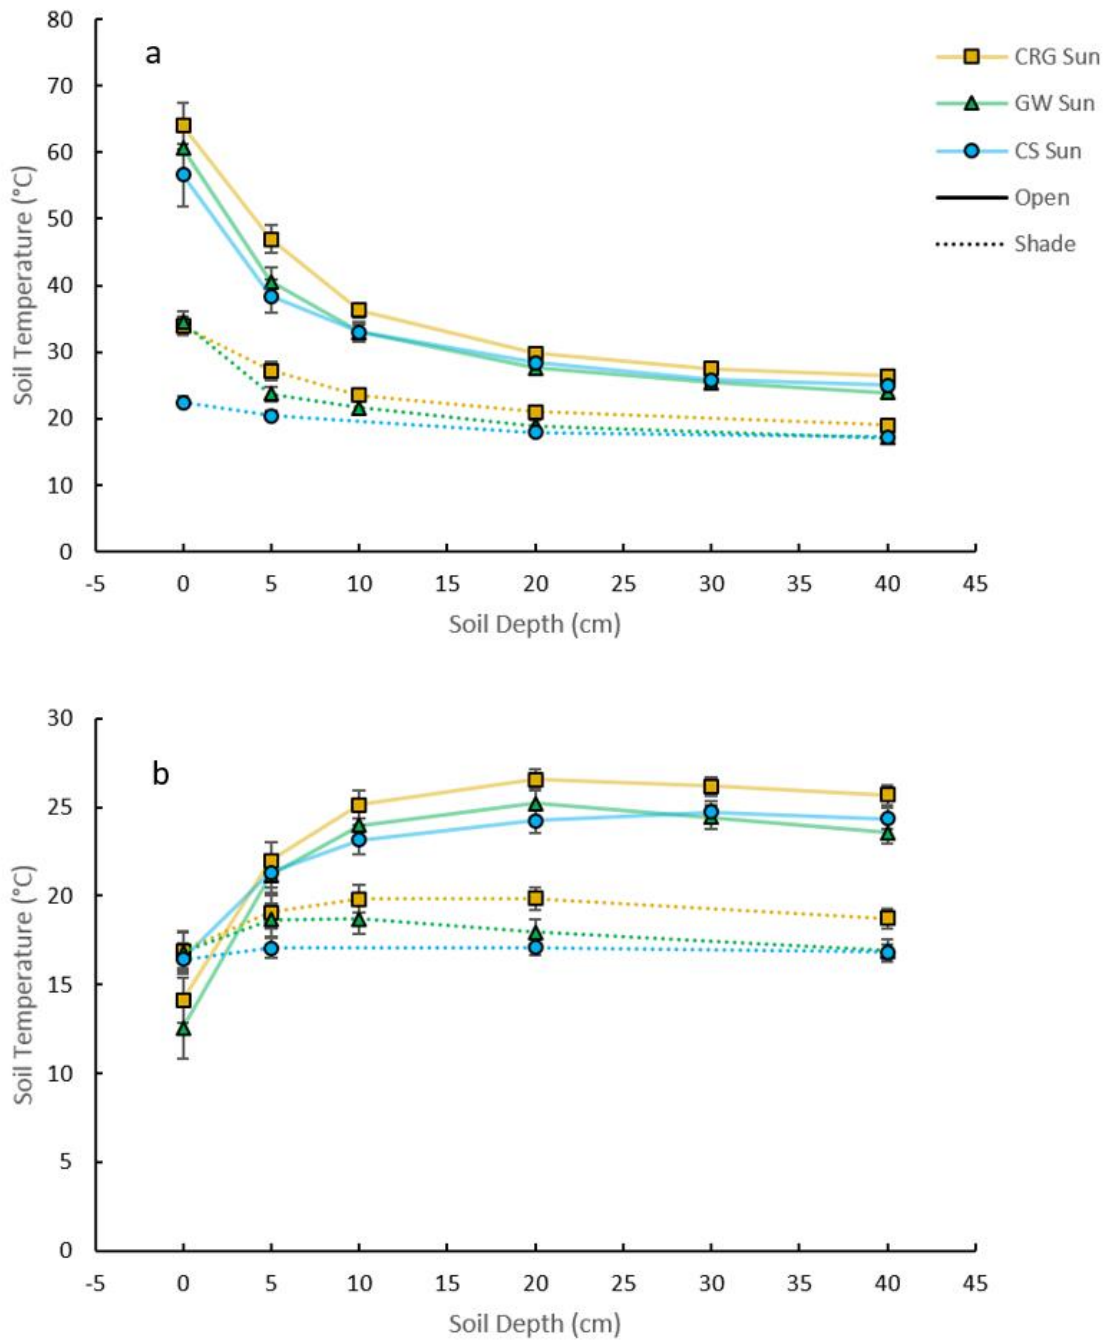 a
80
70
60
50
40
30
20
10
0
Soil Temperature (°C)
-5 0 5 10 15 20 25 30 35 40 45
Soil Depth (cm)
CRG Sun
GW Sun
CS Sun
Open
Shade
b
30
25
20
15
10
5
0
Soil Temperature (°C)
-5 0 5 10 15 20 25 30 35 40 45
Soil Depth (cm)